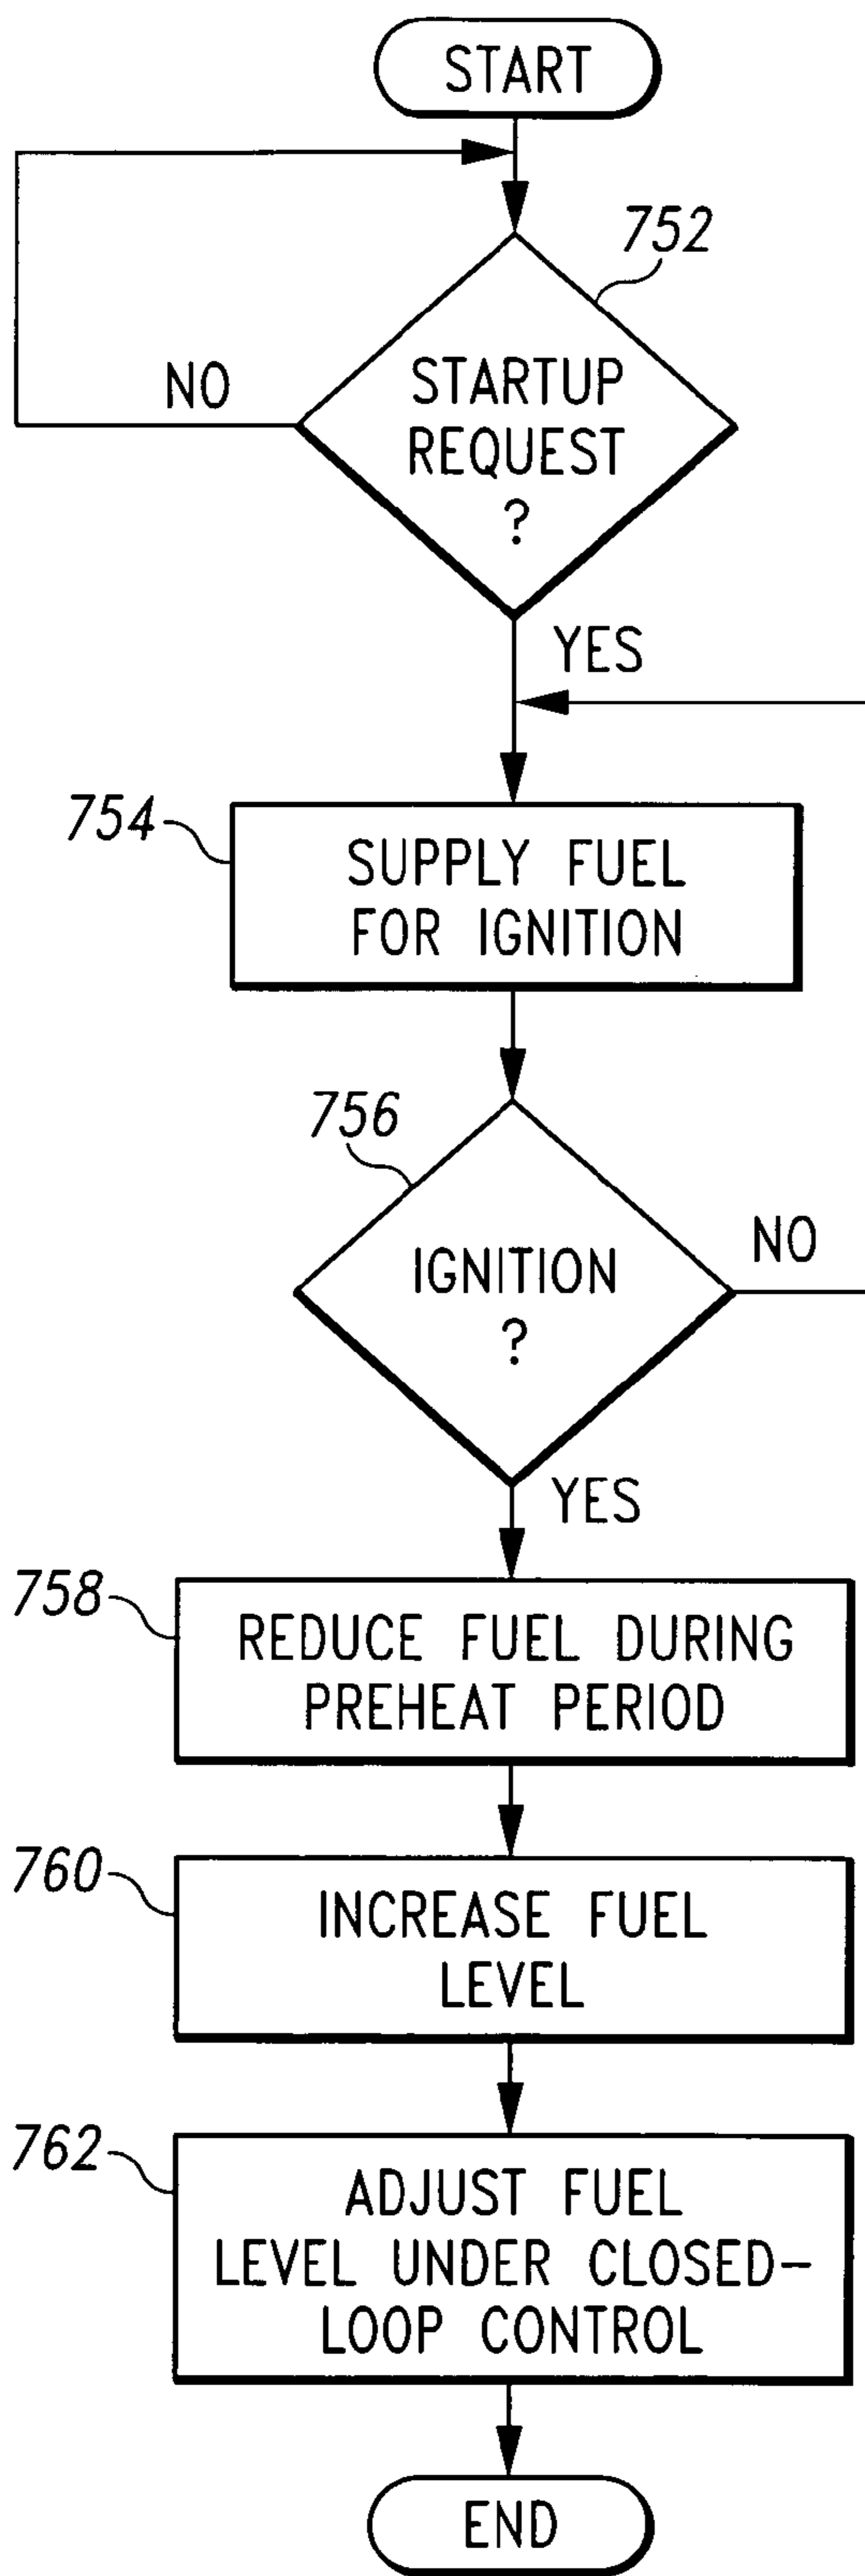 START
752
STARTUP
REQUEST
?
NO
YES
754
SUPPLY FUEL
FOR IGNITION
756
IGNITION
?
NO
YES
758
REDUCE FUEL DURING
PREHEAT PERIOD
760
INCREASE FUEL
LEVEL
762
ADJUST FUEL
LEVEL UNDER CLOSED-
LOOP CONTROL
END